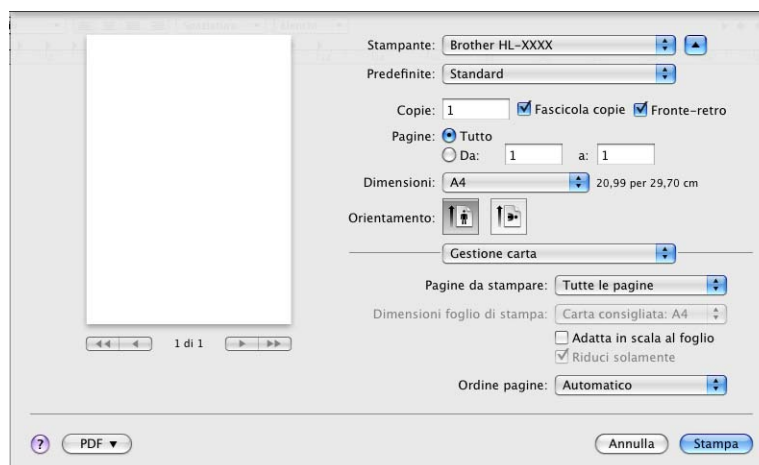 Stampante: Brother HL-XXXX
Predefinite: Standard
Copie: 1 Fascicola copie Fronte-retro
Pagine: Tutto
Da: 1 a: 1
Dimensioni: A4 20,99 per 29,70 cm
Orientamento:
Gestione carta
Pagine da stampare: Tutte le pagine
Dimensioni foglio di stampa: Carta consigliata: A4
Adatta in scala al foglio
1 di 1
Riduci solamente
Ordine pagine: Automatico
? PDF Annulla Stampa